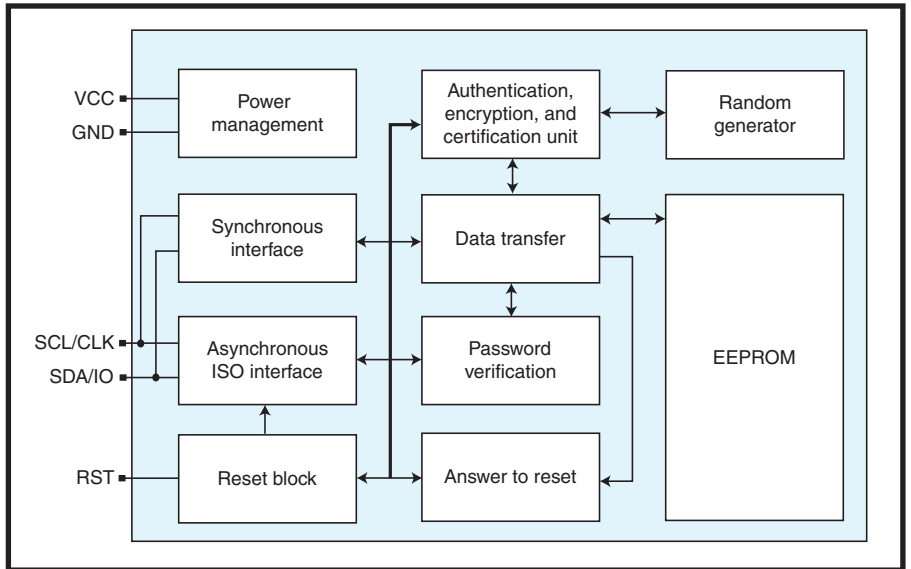 VCC
GND
Power
management
Authentication,
encryption, and
certification unit
Random
generator
Synchronous
interface
Data transfer
SCL/CLK
SDA/IO
Asynchronous
ISO interface
Password
verification
EEPROM
RST
Reset block
Answer to reset